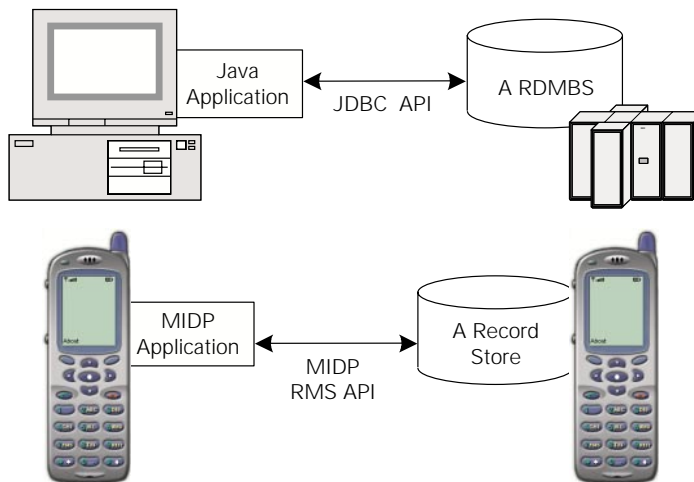 Java
Application
JDBC API
A RDMBS
MIDP
Application
MIDP
RMS API
A Record
Store